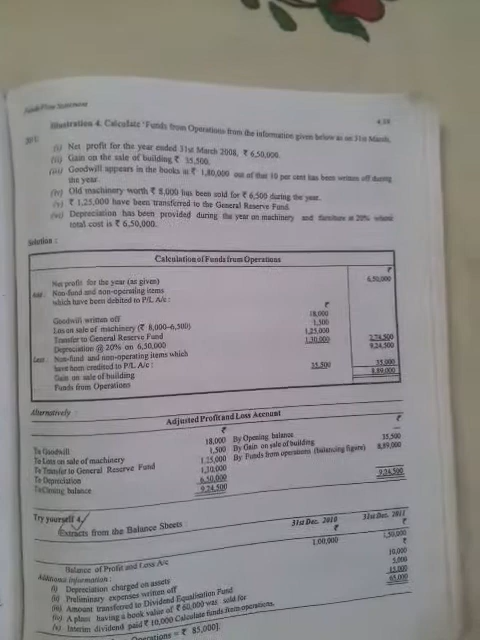 Funds Flow Statement
4.19
Illustration 4. Calculate 'Funds from Operations from the information given below as on 31st March,
(i) Net profit for the year ended 31st March 2008, ₹ 6,50,000.
(ii) Gain on the sale of building ₹ 35,500.
(iii) Goodwill appears in the books at ₹ 1,80,000 out of that 10 per cent has been written off during
the year.
(iv) Old machinery worth ₹ 8,000 has been sold for ₹ 6,500 during the year.
(v) ₹ 1,25,000 have been transferred to the General Reserve Fund.
(vi) Depreciation has been provided during the year on machinery and furniture at 20% whose
total cost is ₹ 6,50,000.
Solution :
Calculation of Funds from Operations
₹
Net profit for the year (as given) 6,50,000
Add: Non-fund and non-operating items
which have been debited to P/L A/c : ₹
Goodwill written off 18,000
Loss on sale of machinery (₹ 8,000-6,500) 1,500
Transfer to General Reserve Fund 1,25,000
Depreciation @ 20% on 6,50,000 1,30,000 2,74,500
9,24,500
Less: Non-fund and non-operating items which
have been credited to P/L A/c :
Gain on sale of building 35,500 35,500
Funds from Operations 8,89,000
Alternatively
Adjusted Profit and Loss Account
₹ ₹
To Goodwill 18,000 By Opening balance —
To Loss on sale of machinery 1,500 By Gain on sale of building 35,500
To Transfer to General Reserve Fund 1,25,000 By Funds from operations (balancing figure) 8,89,000
To Depreciation 1,30,000
To Closing balance 6,50,000
9,24,500 9,24,500
Try yourself 4.
Extracts from the Balance Sheets
31st Dec. 2010 31st Dec. 2011
₹ ₹
Balance of Profit and Loss A/c 1,00,000 1,50,000
Additional information : ₹
(i) Depreciation charged on assets 10,000
(ii) Preliminary expenses written off 5,000
(iii) Amount transferred to Dividend Equalisation Fund 15,000
(iv) A plant having a book value of ₹ 60,000 was sold for 65,000
(v) Interim dividend paid ₹ 10,000 Calculate funds from operations.
Operations = ₹ 85,000].